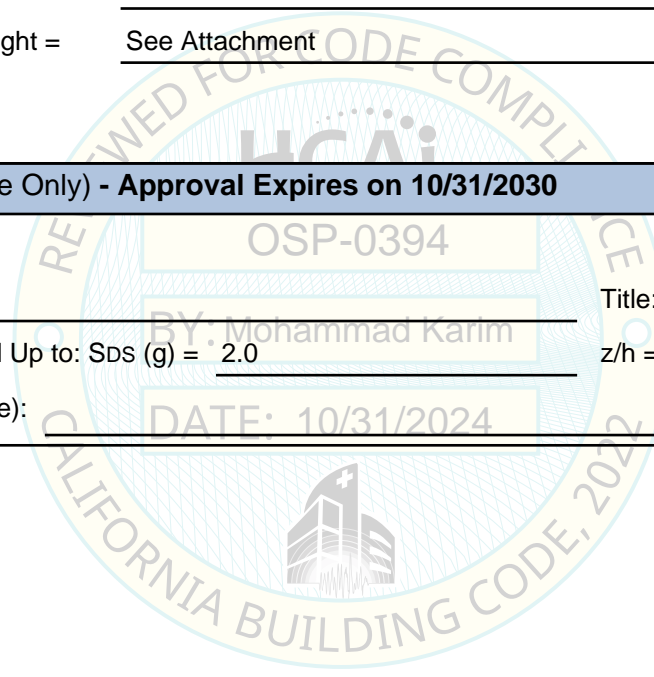 ght = See Attachment
REVIEWED FOR CODE COMPLIANCE
HCAi
e Only) - Approval Expires on 10/31/2030
OSP-0394
Title:
BY: Mohammad Karim
Up to: SDS (g) = 2.0 z/h =
e):
DATE: 10/31/2024
CALIFORNIA BUILDING CODE, 2022